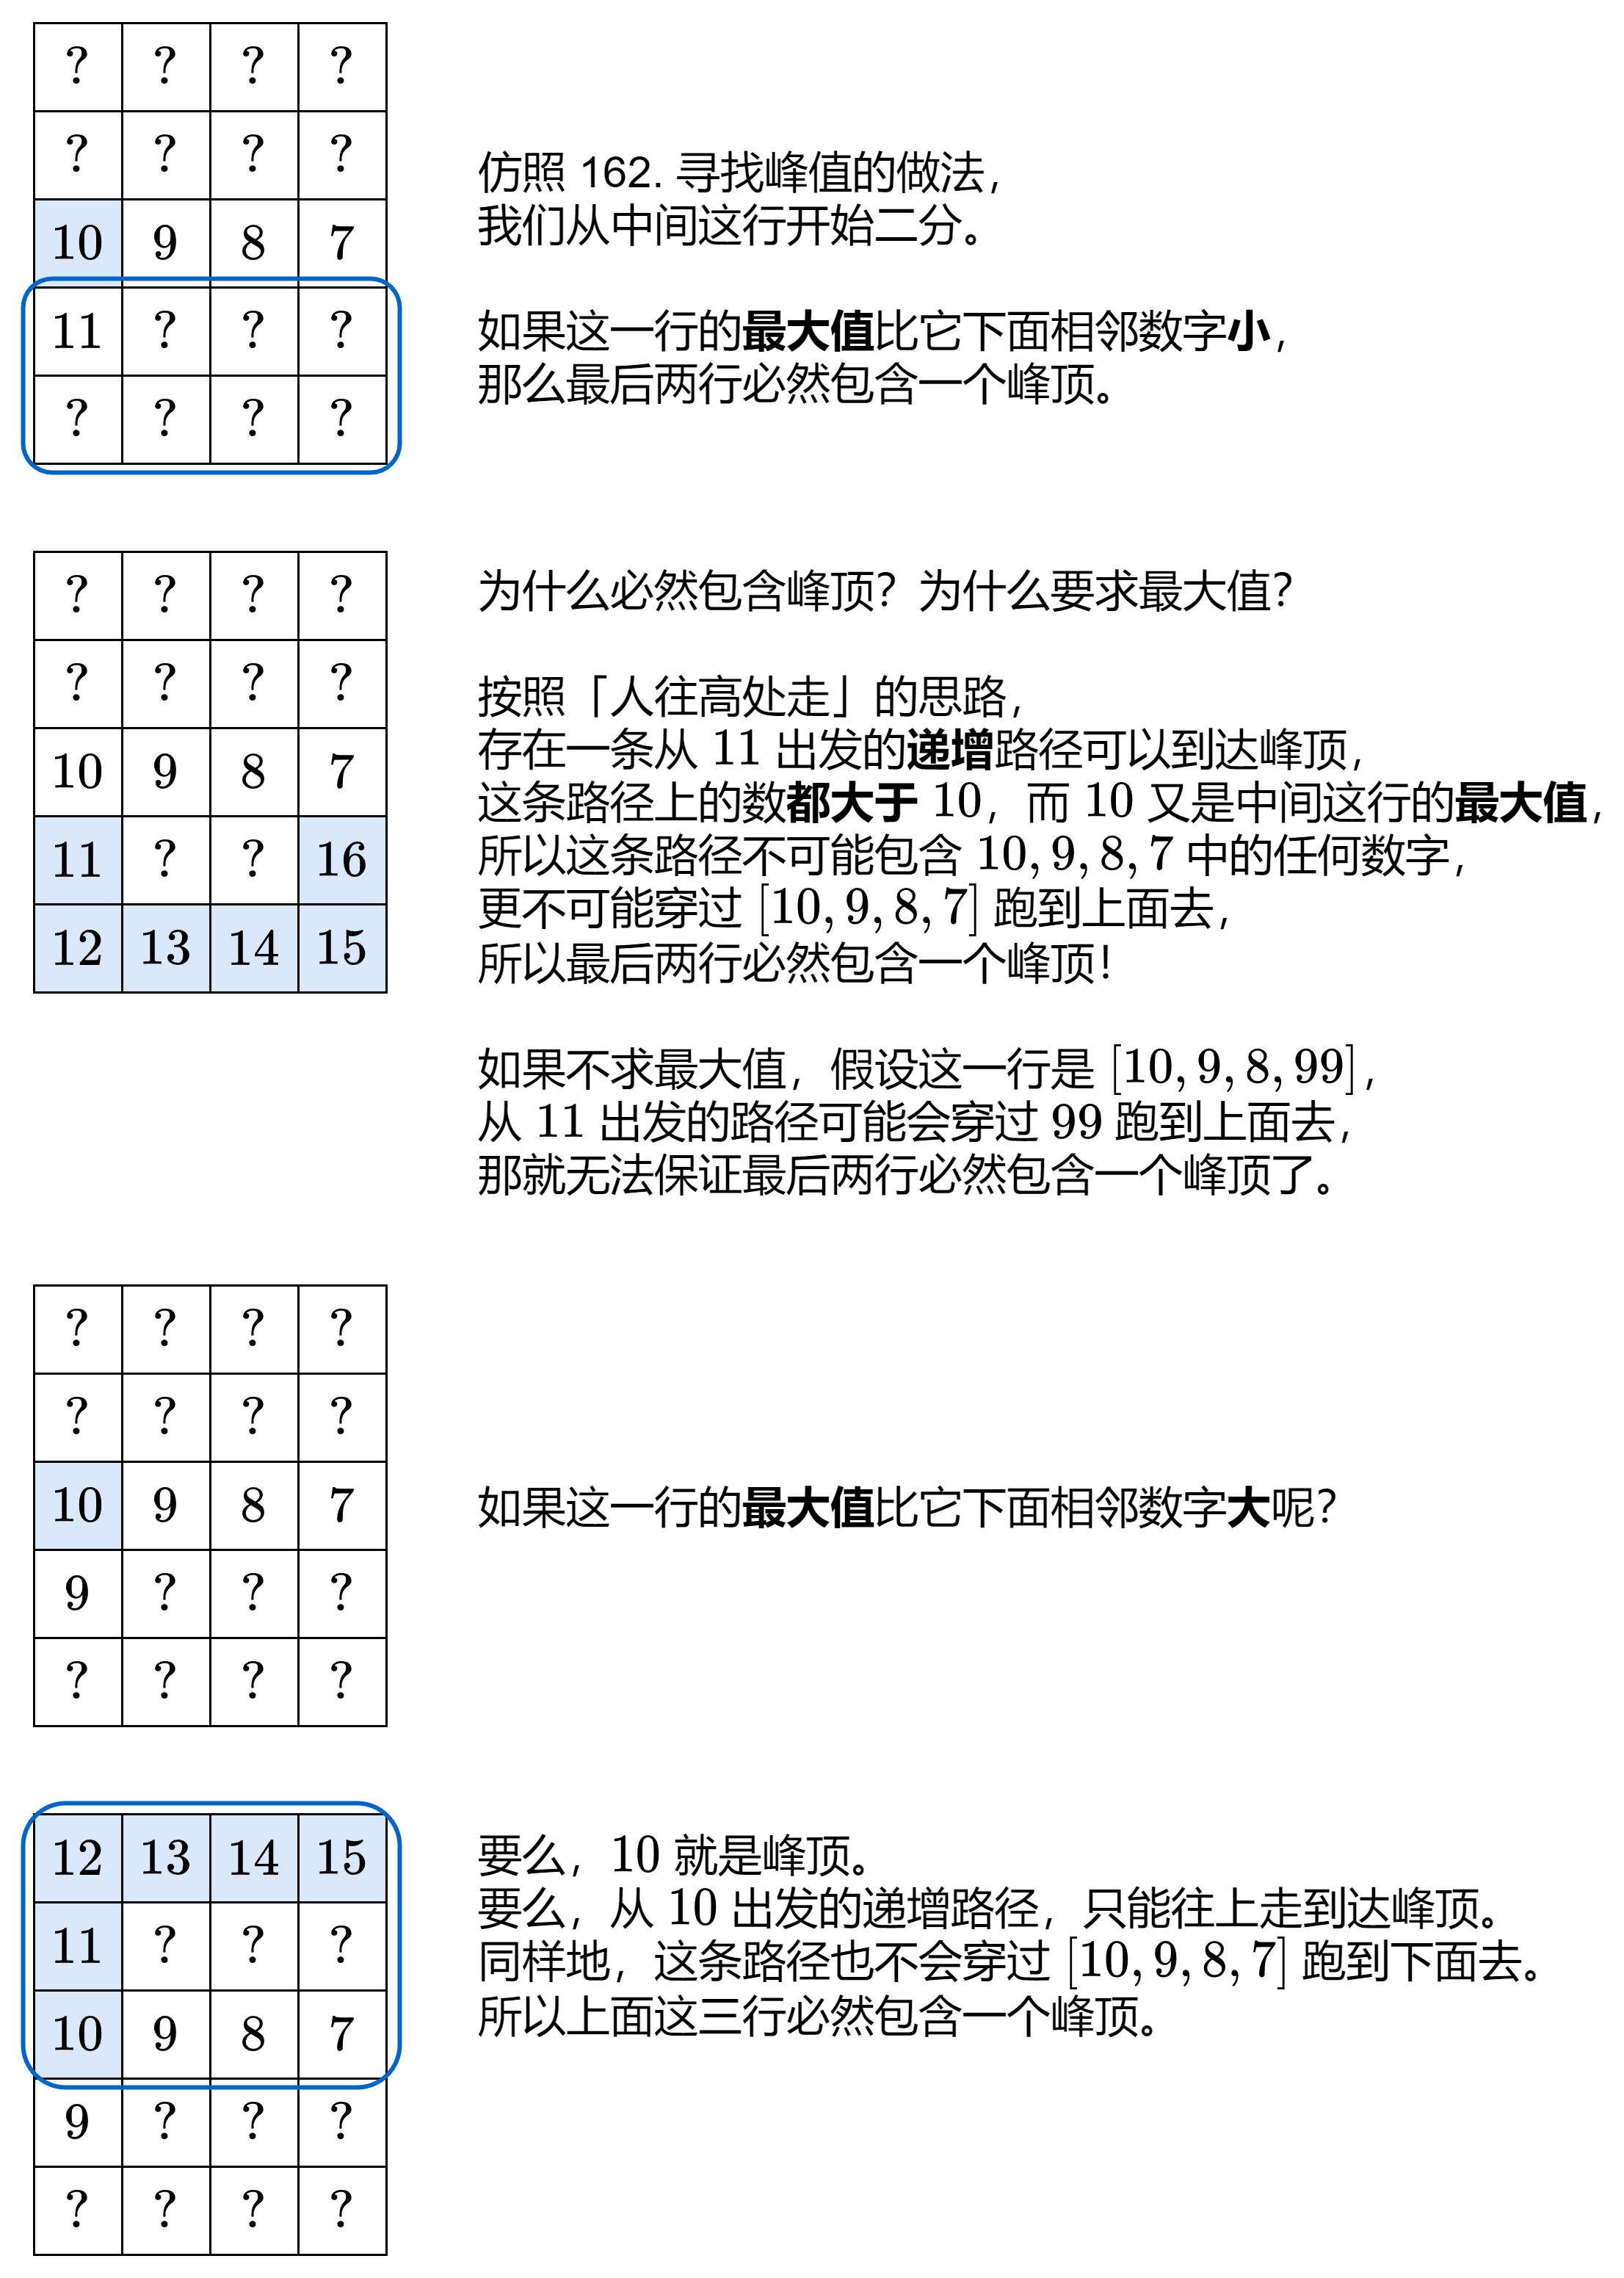 ? ? ? ?
? ? ? ?
10 9 8 7
11 ? ? ?
? ? ? ?
仿照 162. 寻找峰值的做法，
我们从中间这行开始二分。
如果这一行的最大值比它下面相邻数字小，
那么最后两行必然包含一个峰顶。
? ? ? ?
? ? ? ?
10 9 8 7
11 ? ? 16
12 13 14 15
为什么必然包含峰顶？为什么要求最大值？
按照「人往高处走」的思路，
存在一条从 11 出发的递增路径可以到达峰顶，
这条路径上的数都大于 10，而 10 又是中间这行的最大值，
所以这条路径不可能包含 10, 9, 8, 7 中的任何数字，
更不可能穿过 [10, 9, 8, 7] 跑到上面去，
所以最后两行必然包含一个峰顶！
如果不求最大值，假设这一行是 [10, 9, 8, 99]，
从 11 出发的路径可能会穿过 99 跑到上面去，
那就无法保证最后两行必然包含一个峰顶了。
? ? ? ?
? ? ? ?
10 9 8 7
9 ? ? ?
? ? ? ?
如果这一行的最大值比它下面相邻数字大呢？
12 13 14 15
11 ? ? ?
10 9 8 7
9 ? ? ?
? ? ? ?
要么，10 就是峰顶。
要么，从 10 出发的递增路径，只能往上走到达峰顶。
同样地，这条路径也不会穿过 [10, 9, 8, 7] 跑到下面去。
所以上面这三行必然包含一个峰顶。